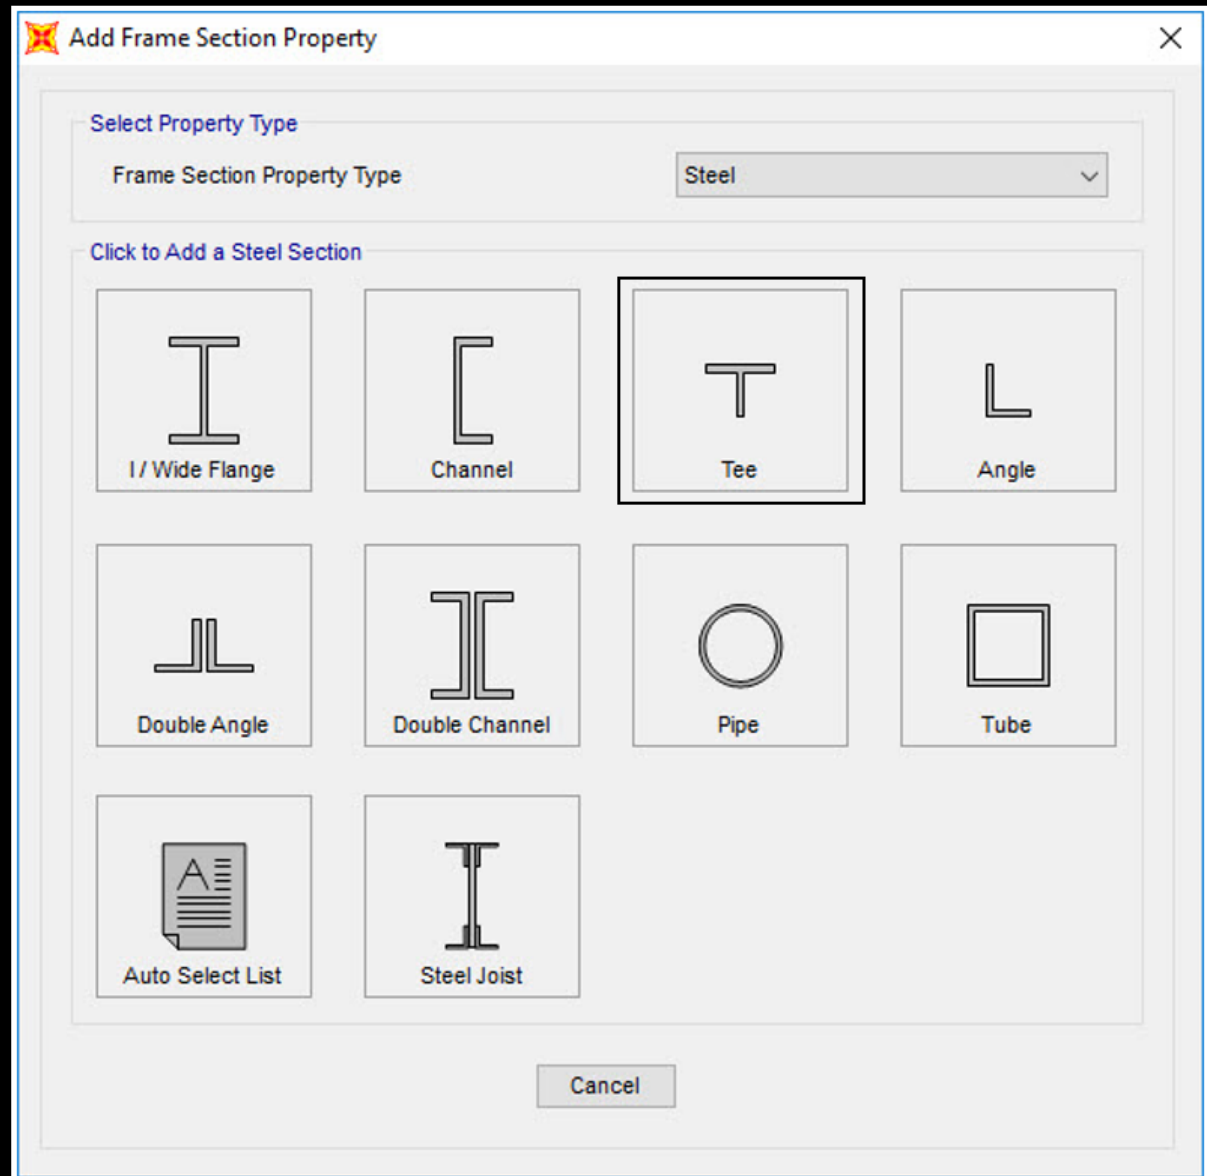 Add Frame Section Property
Select Property Type
Frame Section Property Type Steel
Click to Add a Steel Section
I / Wide Flange Channel Tee Angle
Double Angle Double Channel Pipe Tube
A
Auto Select List Steel Joist
Cancel